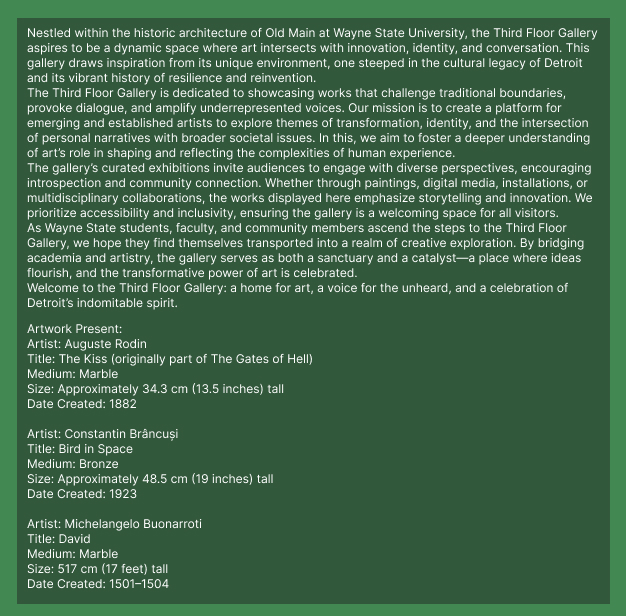 Nestled within the historic architecture of Old Main at Wayne State University, the Third Floor Gallery
aspires to be a dynamic space where art intersects with innovation, identity, and conversation. This
gallery draws inspiration from its unique environment, one steeped in the cultural legacy of Detroit
and its vibrant history of resilience and reinvention.
The Third Floor Gallery is dedicated to showcasing works that challenge traditional boundaries,
provoke dialogue, and amplify underrepresented voices. Our mission is to create a platform for
emerging and established artists to explore themes of transformation, identity, and the intersection
of personal narratives with broader societal issues. In this, we aim to foster a deeper understanding
of art’s role in shaping and reflecting the complexities of human experience.
The gallery’s curated exhibitions invite audiences to engage with diverse perspectives, encouraging
introspection and community connection. Whether through paintings, digital media, installations, or
multidisciplinary collaborations, the works displayed here emphasize storytelling and innovation. We
prioritize accessibility and inclusivity, ensuring the gallery is a welcoming space for all visitors.
As Wayne State students, faculty, and community members ascend the steps to the Third Floor
Gallery, we hope they find themselves transported into a realm of creative exploration. By bridging
academia and artistry, the gallery serves as both a sanctuary and a catalyst—a place where ideas
flourish, and the transformative power of art is celebrated.
Welcome to the Third Floor Gallery: a home for art, a voice for the unheard, and a celebration of
Detroit’s indomitable spirit.
Artwork Present:
Artist: Auguste Rodin
Title: The Kiss (originally part of The Gates of Hell)
Medium: Marble
Size: Approximately 34.3 cm (13.5 inches) tall
Date Created: 1882
Artist: Constantin Brâncuși
Title: Bird in Space
Medium: Bronze
Size: Approximately 48.5 cm (19 inches) tall
Date Created: 1923
Artist: Michelangelo Buonarroti
Title: David
Medium: Marble
Size: 517 cm (17 feet) tall
Date Created: 1501–1504